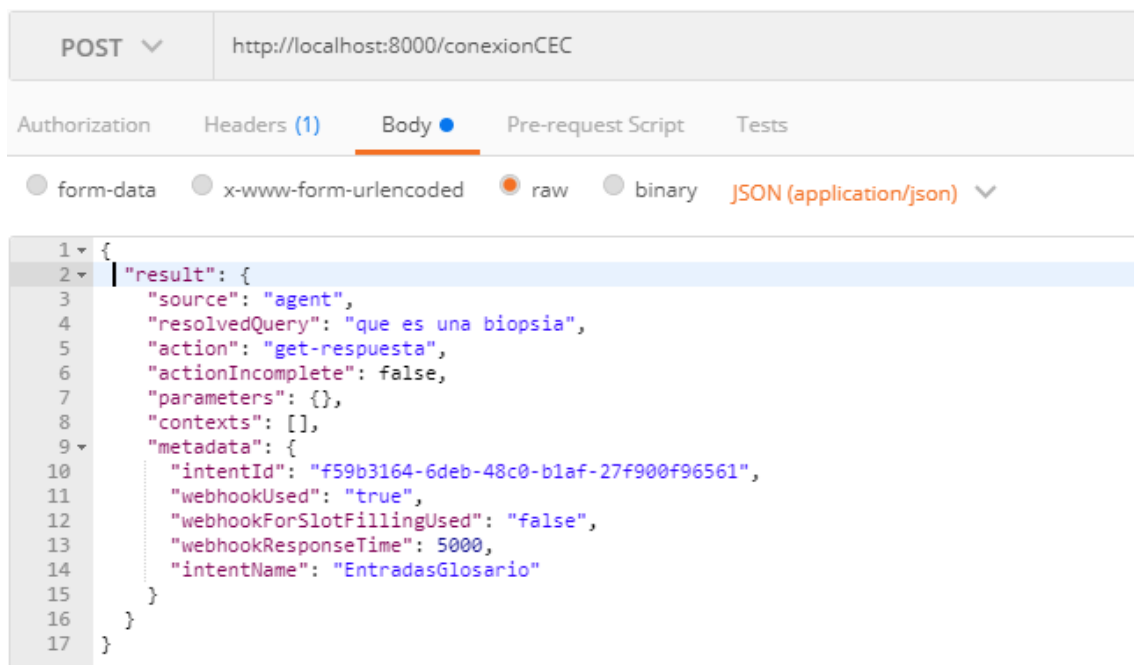 POST http://localhost:8000/conexionCEC
Authorization Headers (1) Body Pre-request Script Tests
form-data x-www-form-urlencoded raw binary JSON (application/json)
1 {
2 "result": {
3 "source": "agent",
4 "resolvedQuery": "que es una biopsia",
5 "action": "get-respuesta",
6 "actionIncomplete": false,
7 "parameters": {},
8 "contexts": [],
9 "metadata": {
10 "intentId": "f59b3164-6deb-48c0-b1af-27f900f96561",
11 "webhookUsed": "true",
12 "webhookForSlotFillingUsed": "false",
13 "webhookResponseTime": 5000,
14 "intentName": "EntradasGlosario"
15 }
16 }
17 }